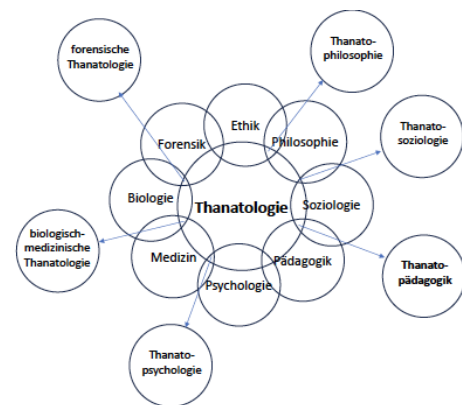 forensische
Thanatologie
Thanato-
philosophie
Ethik
Forensik
Philosophie
Thanato-
soziologie
Biologie
Thanatologie
Soziologie
biologisch-
medizinische
Thanatologie
Medizin
Pädagogik
Thanato-
pädagogik
Psychologie
Thanato-
psychologie